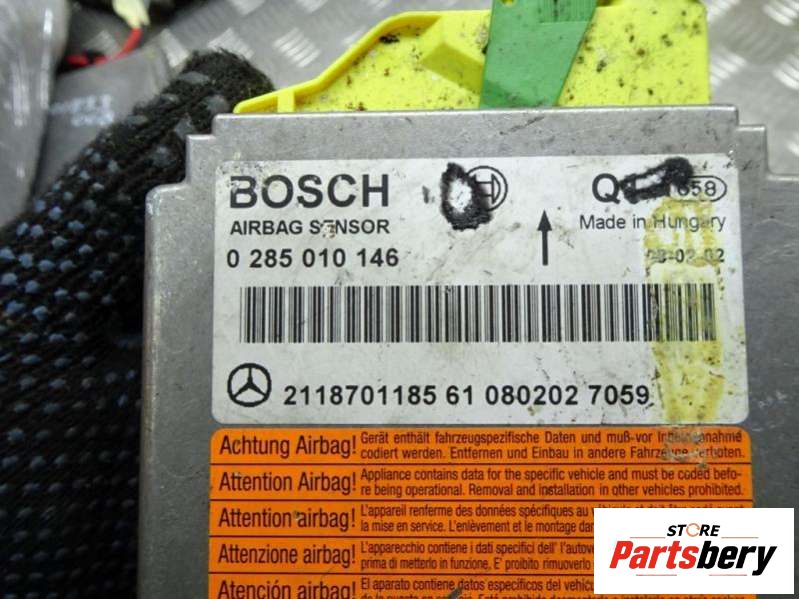 BOSCH
AIRBAG SENSOR
0 285 010 146
Made in Hungary
2118701185 61 080202 7059
Achtung Airbag! Gerät enthält fahrzeugspezifische Daten und muß vor Inbetriebnahme
codiert werden. Entfernen und Einbau in andere Fahrzeuge verboten.
Attention Airbag! Appliance contains data for the specific vehicle and must be coded befo-
re being operational. Removal and installation in other vehicles prohibited.
Attention airbag! L'appareil renferme des données spécifiques au
la mise en service. L'enlèvement et le montage dan
Attenzione airbag! L'apparecchio contiene i dati specifici dell'
prima di metterlo in funzione. E' proibito rimuoverlo
Atención airbag! El aparato contiene datos específicos del
STORE
Partsbery